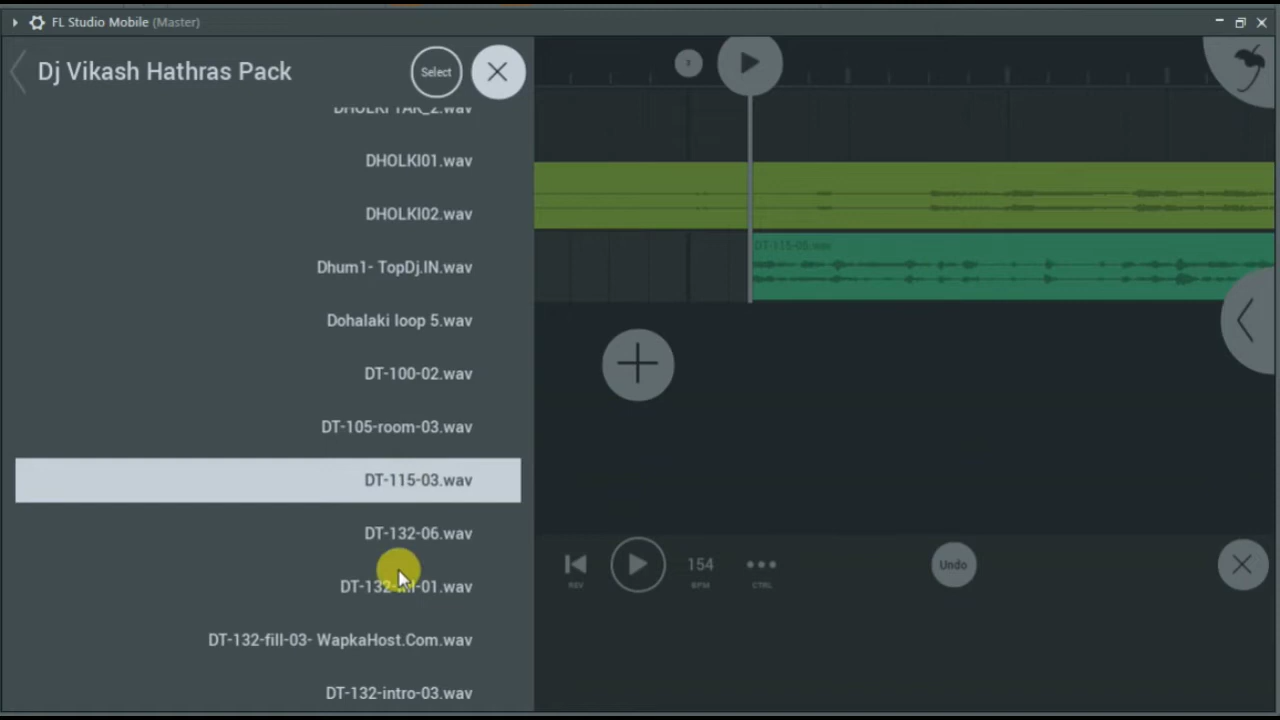 FL Studio Mobile (Master)
Dj Vikash Hathras Pack
Select
DHOLKI01.wav
DHOLKI02.wav
Dhum1- TopDj.IN.wav
Dohalaki loop 5.wav
DT-100-02.wav
DT-105-room-03.wav
DT-115-03.wav
DT-132-06.wav
DT-132-fill-03- WapkaHost.Com.wav
DT-132-intro-03.wav
154
BPM
CTRL
Undo